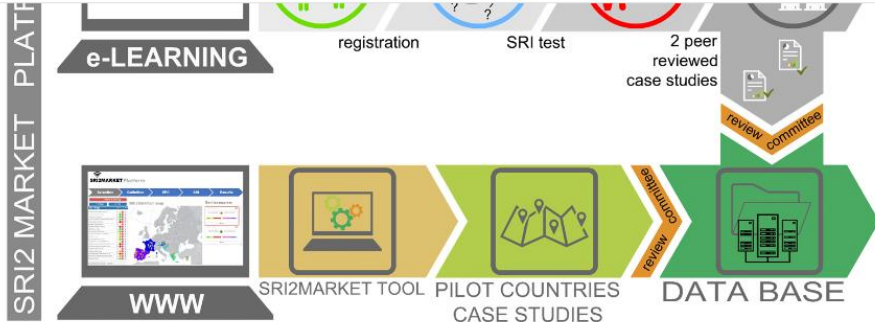 SRI2 MARKET PLATF
e-LEARNING
registration
SRI test
2 peer
reviewed
case studies
? ?
review committee
review committee
SRI2MARKET
WWW
SRI2MARKET TOOL
PILOT COUNTRIES
CASE STUDIES
DATA BASE